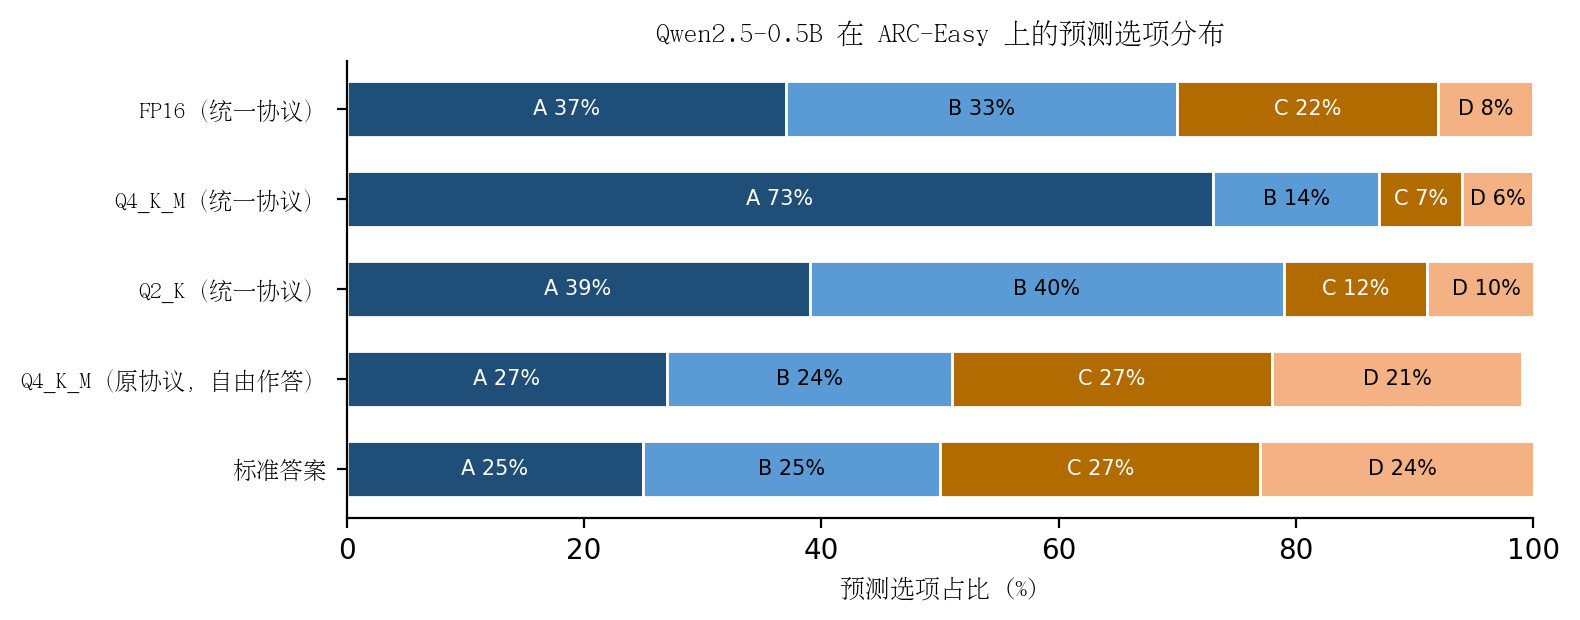 Qwen2.5-0.5B 在 ARC-Easy 上的预测选项分布
FP16 (统一协议) A 37% B 33% C 22% D 8%
Q4_K_M (统一协议) A 73% B 14% C 7% D 6%
Q2_K (统一协议) A 39% B 40% C 12% D 10%
Q4_K_M (原协议, 自由作答) A 27% B 24% C 27% D 21%
标准答案 A 25% B 25% C 27% D 24%
0 20 40 60 80 100
预测选项占比 (%)